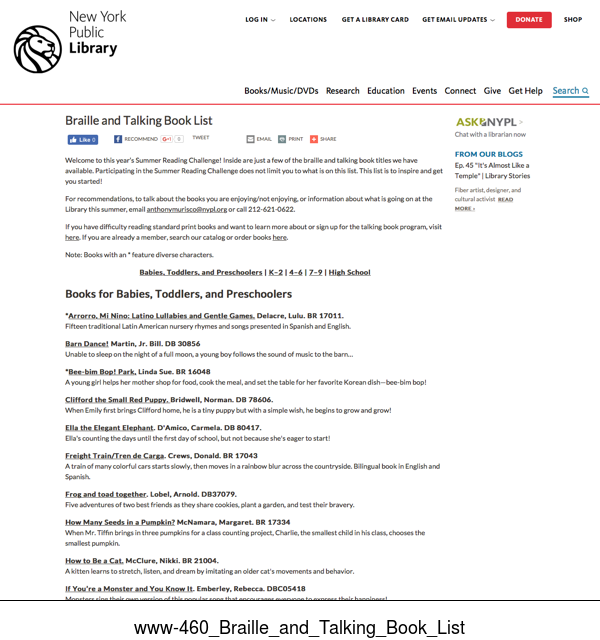 New York
Public
Library
LOG IN
LOCATIONS
GET A LIBRARY CARD
GET EMAIL UPDATES
DONATE
SHOP
Books/Music/DVDs Research Education Events Connect Give Get Help Search
Braille and Talking Book List
Like 0
RECOMMEND
G+1 0
TWEET
EMAIL
PRINT
SHARE
Welcome to this year's Summer Reading Challenge! Inside are just a few of the braille and talking book titles we have
available. Participating in the Summer Reading Challenge does not limit you to what is on this list. This list is to inspire and get
you started!
For recommendations, to talk about the books you are enjoying/not enjoying, or information about what is going on at the
Library this summer, email anthonymurisco@nypl.org or call 212-621-0622.
If you have difficulty reading standard print books and want to learn more about or sign up for the talking book program, visit
here. If you are already a member, search our catalog or order books here.
Note: Books with an * feature diverse characters.
Babies, Toddlers, and Preschoolers | K–2 | 4–6 | 7–9 | High School
Books for Babies, Toddlers, and Preschoolers
*Arrorro, Mi Nino: Latino Lullabies and Gentle Games. Delacre, Lulu. BR 17011.
Fifteen traditional Latin American nursery rhymes and songs presented in Spanish and English.
Barn Dance! Martin, Jr. Bill. DB 30856
Unable to sleep on the night of a full moon, a young boy follows the sound of music to the barn...
*Bee-bim Bop! Park, Linda Sue. BR 16048
A young girl helps her mother shop for food, cook the meal, and set the table for her favorite Korean dish—bee-bim bop!
Clifford the Small Red Puppy. Bridwell, Norman. DB 78606.
When Emily first brings Clifford home, he is a tiny puppy but with a simple wish, he begins to grow and grow!
Ella the Elegant Elephant. D'Amico, Carmela. DB 80417.
Ella's counting the days until the first day of school, but not because she's eager to start!
Freight Train/Tren de Carga. Crews, Donald. BR 17043
A train of many colorful cars starts slowly, then moves in a rainbow blur across the countryside. Bilingual book in English and
Spanish.
Frog and toad together. Lobel, Arnold. DB37079.
Five adventures of two best friends as they share cookies, plant a garden, and test their bravery.
How Many Seeds in a Pumpkin? McNamara, Margaret. BR 17334
When Mr. Tiffin brings in three pumpkins for a class counting project, Charlie, the smallest child in his class, chooses the
smallest pumpkin.
How to Be a Cat. McClure, Nikki. BR 21004.
A kitten learns to stretch, listen, and dream by imitating an older cat's movements and behavior.
If You're a Monster and You Know It. Emberley, Rebecca. DBC05418
Monsters sing their own version of this popular song that encourages everyone to express their happiness!
ASK NYPL >
Chat with a librarian now
FROM OUR BLOGS
Ep. 45 "It's Almost Like a
Temple" | Library Stories
Fiber artist, designer, and
cultural activist READ
MORE ›
www-460_Braille_and_Talking_Book_List